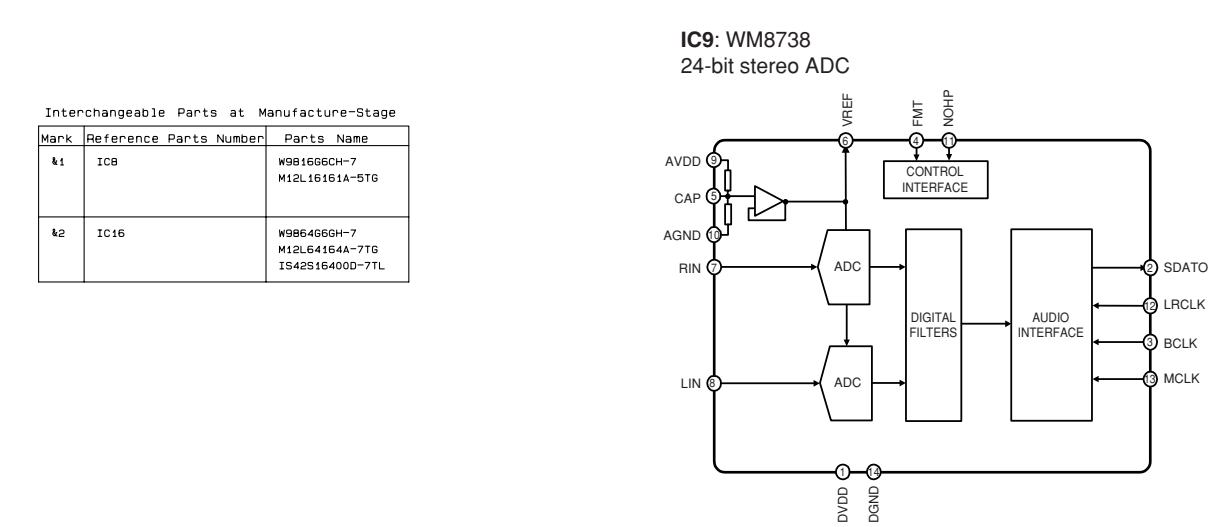 IC9: WM8738
24-bit stereo ADC
Interchangeable Parts at Manufacture-Stage
Mark Reference Parts Number Parts Name
&1 IC8 W9816G6CH-7
M12L16161A-5TG
&2 IC16 W9864G6GH-7
M12L64164A-7TG
IS42S16400D-7TL
VREF
FMT
NOHP
6
4
11
AVDD 9
CAP 5
AGND 10
RIN 7
LIN 8
CONTROL
INTERFACE
ADC
ADC
DIGITAL
FILTERS
AUDIO
INTERFACE
2 SDATO
12 LRCLK
3 BCLK
13 MCLK
1
14
DVDD
DGND